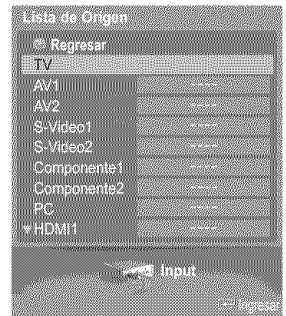 Lista de Origen
Regresar
TV
AV1 ----
AV2 ----
S-Video1 ----
S-Video2 ----
Componente1 ----
Componente2 ----
PC ----
▼HDMI1 ----
Input
Ingresar